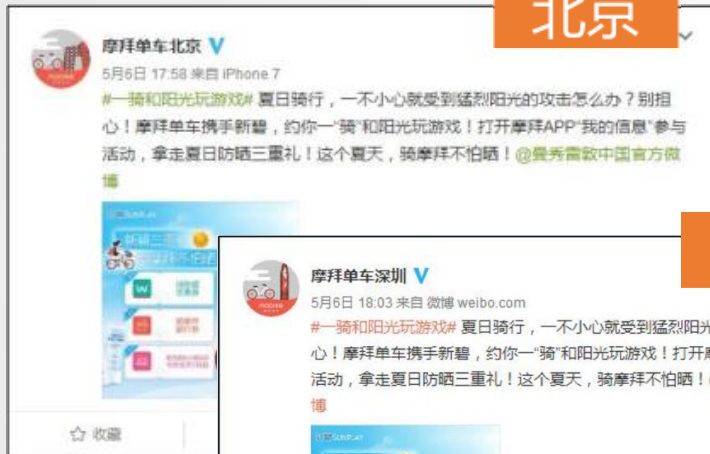 北京
摩拜单车北京
5月6日 17:58 来自 iPhone 7
#一骑和阳光玩游戏# 夏日骑行，一不小心就受到猛烈阳光的攻击怎么办？别担
心！摩拜单车携手新碧，约你一“骑”和阳光玩游戏！打开摩拜APP“我的信息”参与
活动，拿走夏日防晒三重礼！这个夏天，骑摩拜不怕晒！@曼秀雷敦中国官方微
博
收藏
摩拜单车深圳
5月6日 18:03 来自 微博 weibo.com
#一骑和阳光玩游戏# 夏日骑行，一不小心就受到猛烈阳光
心！摩拜单车携手新碧，约你一“骑”和阳光玩游戏！打开摩
活动，拿走夏日防晒三重礼！这个夏天，骑摩拜不怕晒！
博